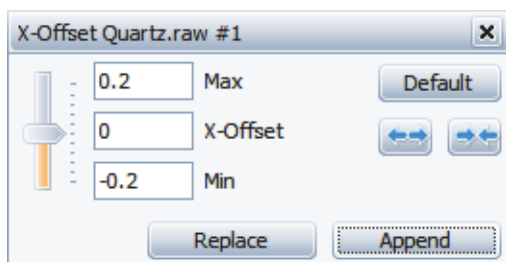 X-Offset Quartz.raw #1
0.2 Max Default
0 X-Offset
-0.2 Min
Replace Append